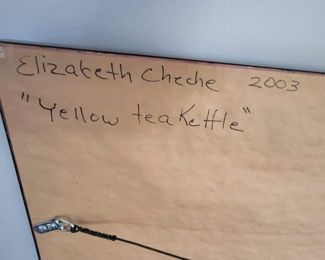 Elizabeth Cheche 2003
"Yellow teaKettle"